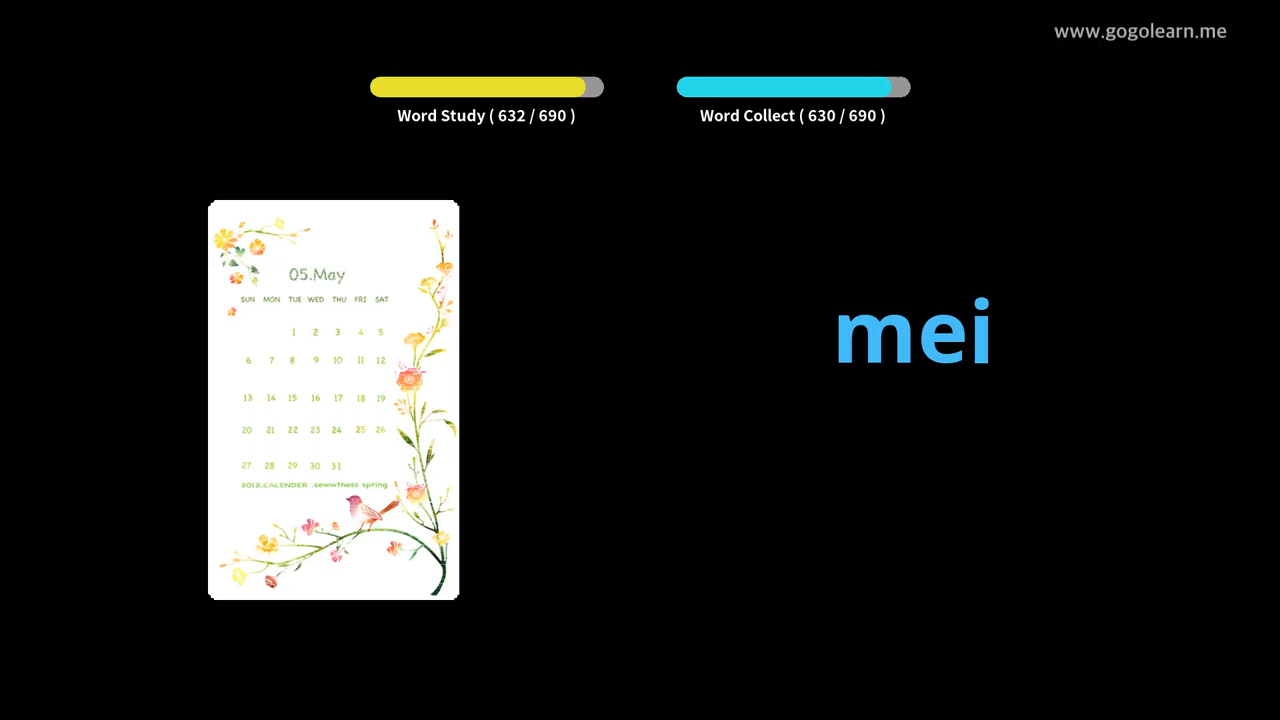 www.gogolearn.me
Word Study ( 632 / 690 )
Word Collect ( 630 / 690 )
05.May
SUN MON TUE WED THU FRI SAT
1 2 3 4 5
6 7 8 9 10 11 12
13 14 15 16 17 18 19
20 21 22 23 24 25 26
27 28 29 30 31
2012.CALENDER .sewwtness spring
mei